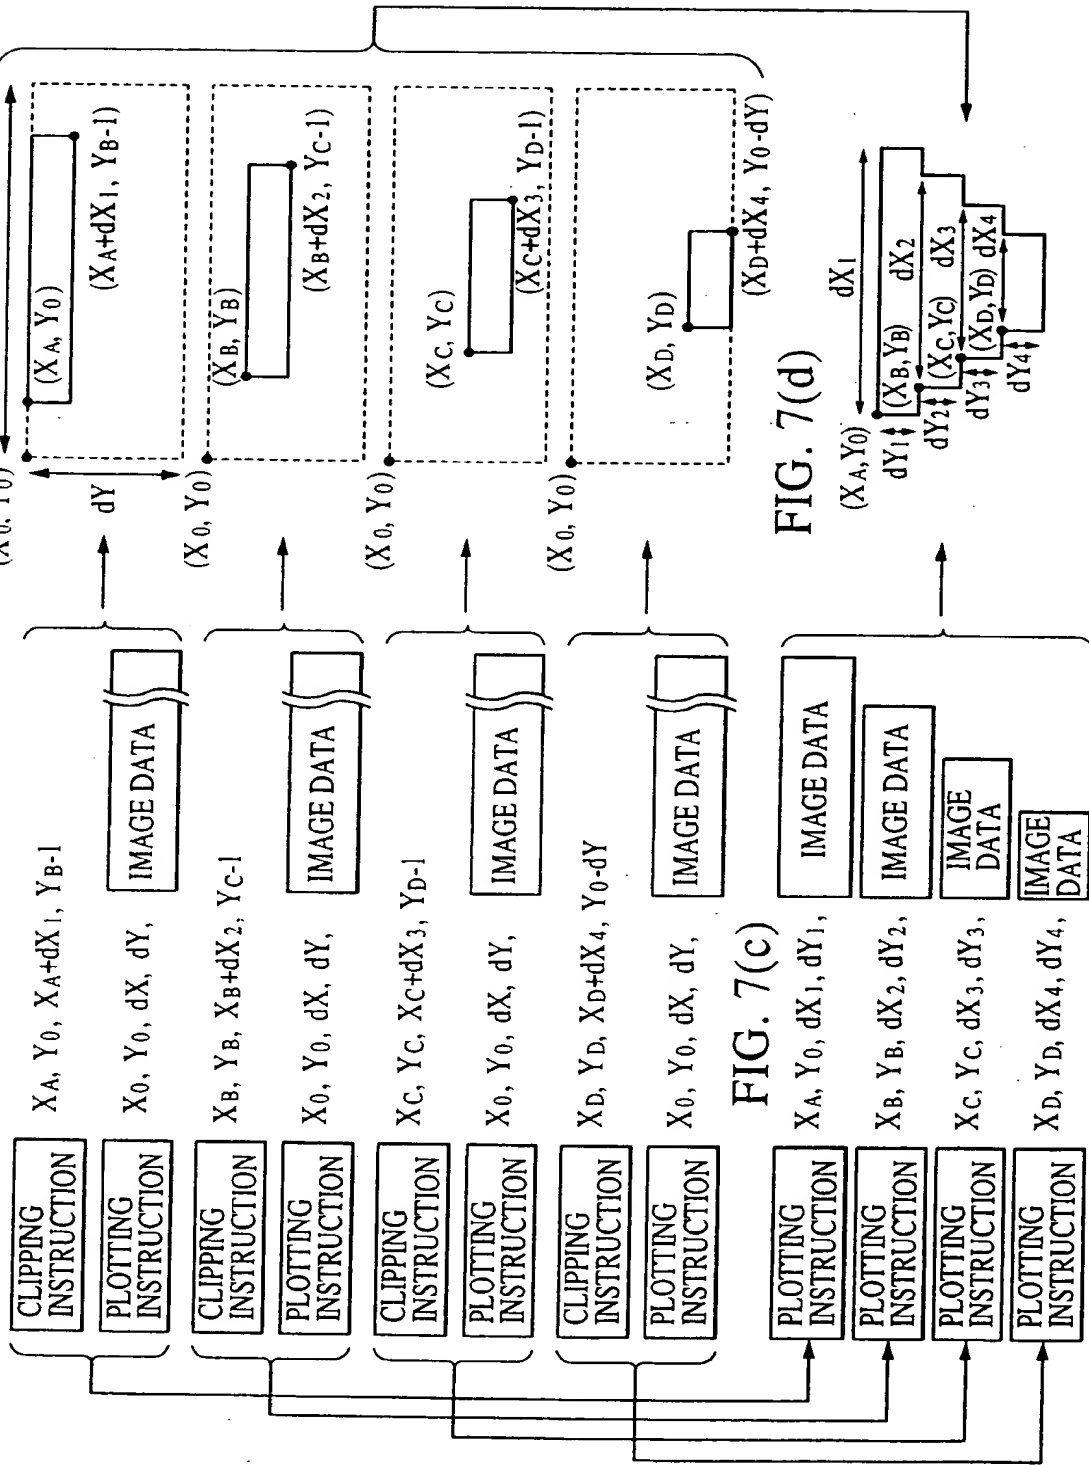 CLIPPING
INSTRUCTION
XA, Y0, XA+dX1, YB-1
PLOTTING
INSTRUCTION
X0, Y0, dX, dY,
IMAGE DATA
CLIPPING
INSTRUCTION
XB, YB, XB+dX2, YC-1
PLOTTING
INSTRUCTION
X0, Y0, dX, dY,
IMAGE DATA
CLIPPING
INSTRUCTION
XC, YC, XC+dX3, YD-1
PLOTTING
INSTRUCTION
X0, Y0, dX, dY,
IMAGE DATA
CLIPPING
INSTRUCTION
XD, YD, XD+dX4, Y0-dY
PLOTTING
INSTRUCTION
X0, Y0, dX, dY,
IMAGE DATA
(X0, Y0)
dY
(XA, Y0)
(XA+dX1, YB-1)
(X0, Y0)
(XB, YB)
(XB+dX2, YC-1)
(X0, Y0)
(XC, YC)
(XC+dX3, YD-1)
(X0, Y0)
(XD, YD)
(XD+dX4, Y0-dY)
FIG. 7(c)
PLOTTING
INSTRUCTION
XA, Y0, dX1, dY1,
IMAGE DATA
PLOTTING
INSTRUCTION
XB, YB, dX2, dY2,
IMAGE DATA
PLOTTING
INSTRUCTION
XC, YC, dX3, dY3,
IMAGE
DATA
PLOTTING
INSTRUCTION
XD, YD, dX4, dY4,
IMAGE
DATA
FIG. 7(d)
(XA, Y0)
dX1
dY1
(XB, YB)
dX2
dY2
(XC, YC)
dX3
dY3
(XD, YD)
dX4
dY4